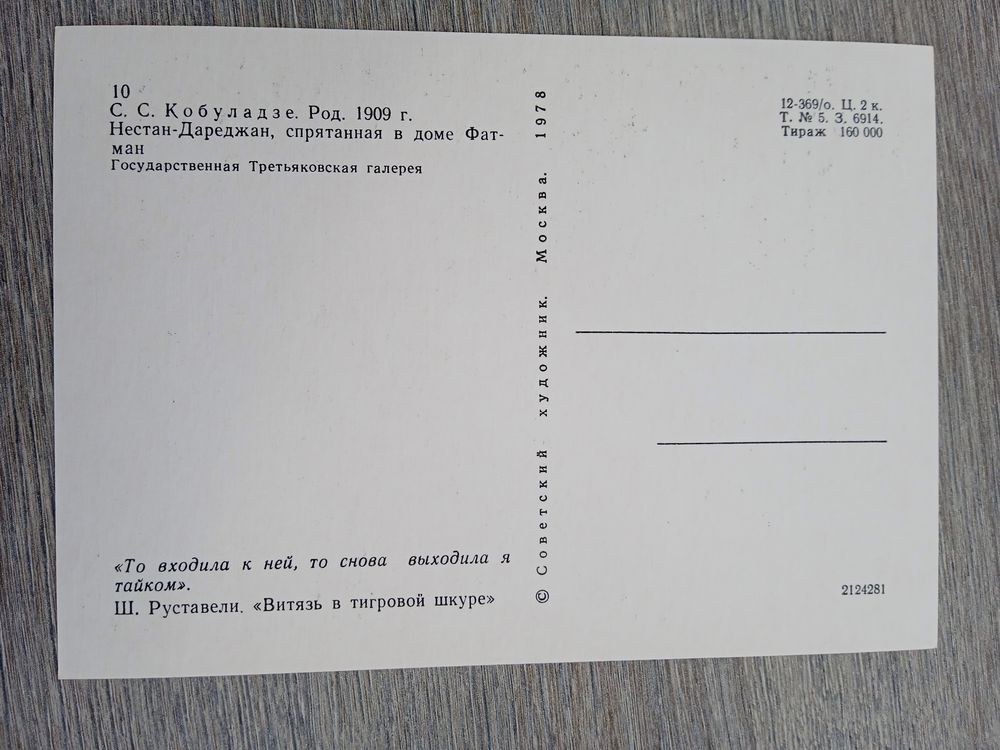 10
С. С. Кобуладзе. Род. 1909 г.
Нестан-Дареджан, спрятанная в доме Фат-
ман
Государственная Третьяковская галерея
«То входила к ней, то снова выходила я
тайком».
Ш. Руставели. «Витязь в тигровой шкуре»
© Советский художник. Москва. 1978
12-369/о. Ц. 2 к.
Т. № 5. З. 6914.
Тираж 160 000
2124281